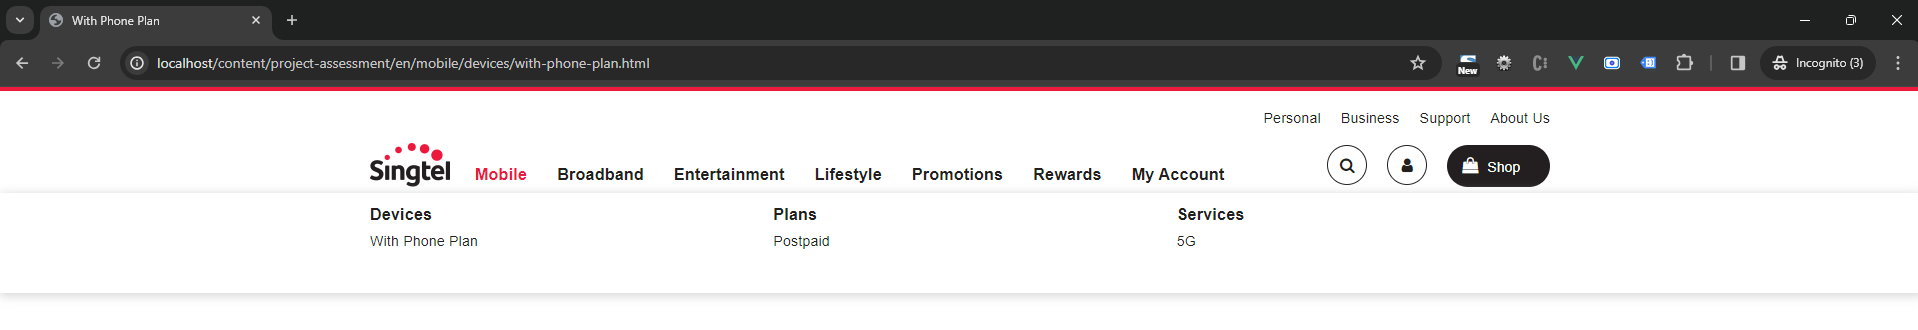 With Phone Plan
localhost/content/project-assessment/en/mobile/devices/with-phone-plan.html
New
Incognito (3)
Personal Business Support About Us
Singtel Mobile Broadband Entertainment Lifestyle Promotions Rewards My Account Shop
Devices Plans Services
With Phone Plan Postpaid 5G